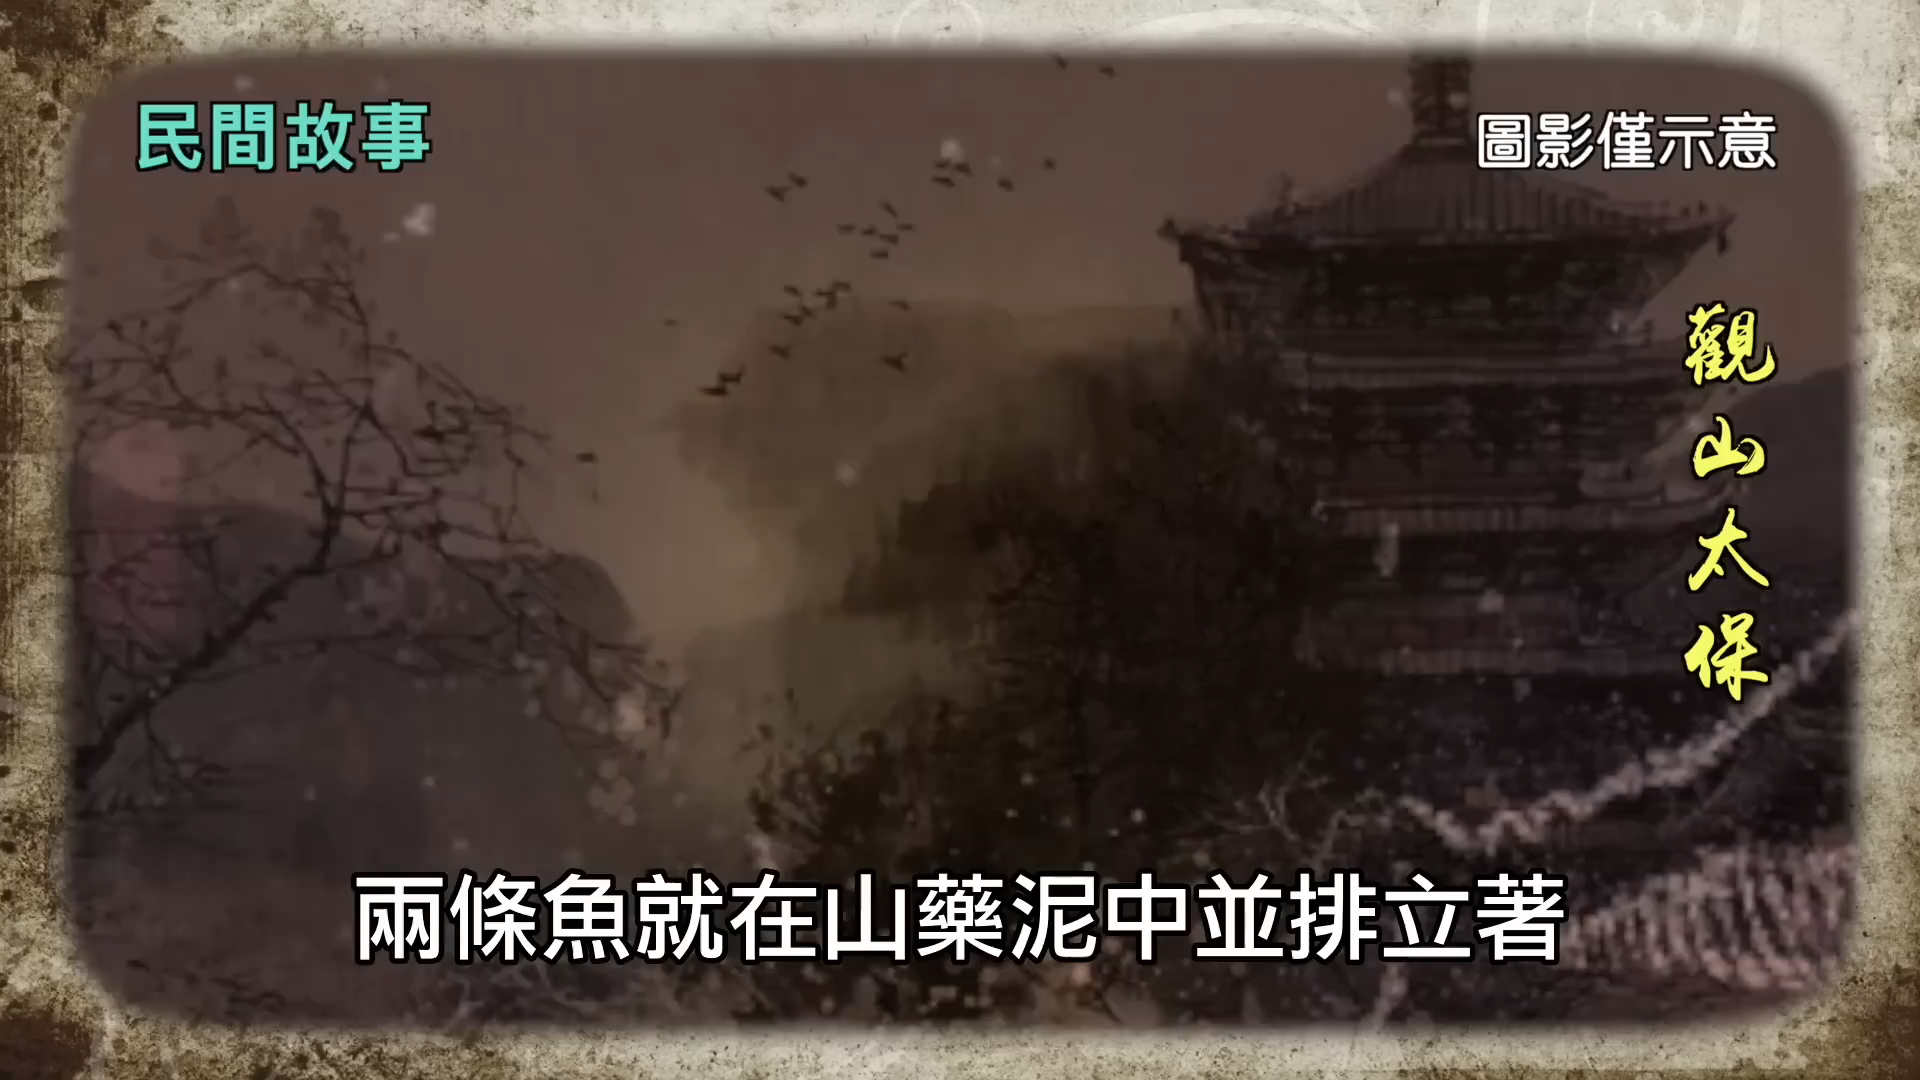 民間故事
圖影僅示意
觀山太保
兩條魚就在山藥泥中並排立著